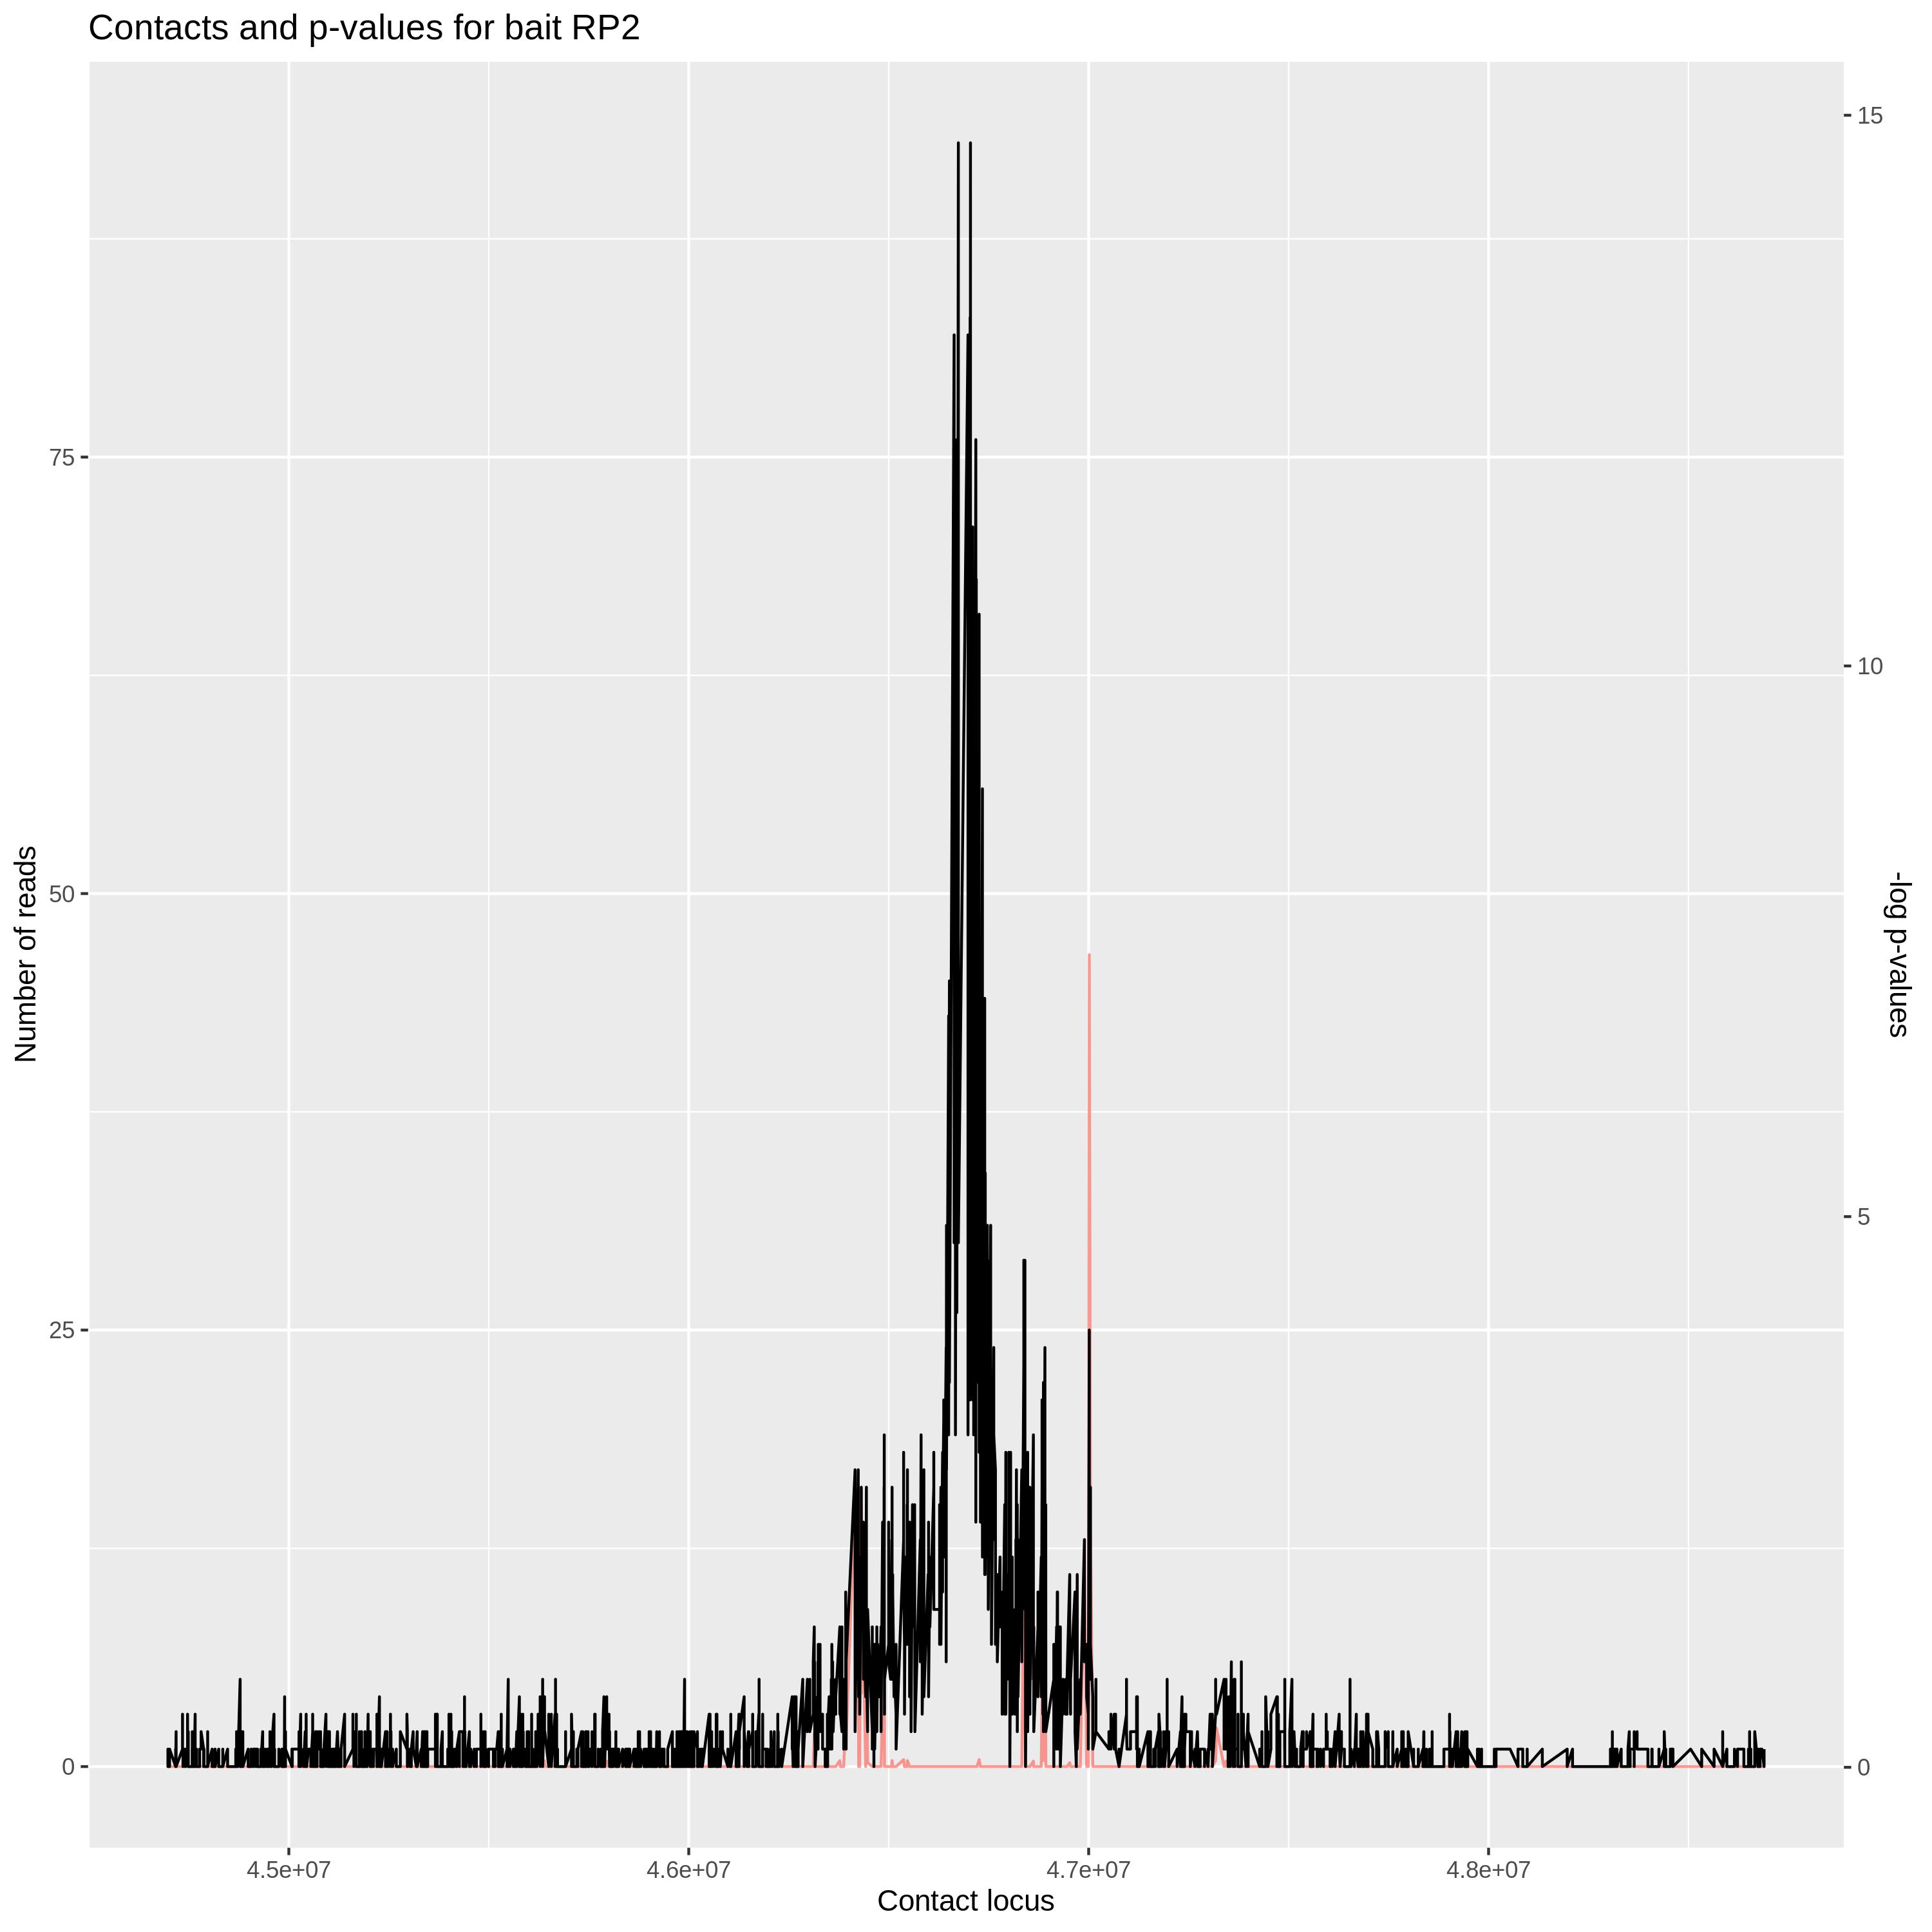 Contacts and p-values for bait RP2
15
75
10
50
Number of reads
-log p-values
5
25
0
0
4.5e+07
4.6e+07
4.7e+07
4.8e+07
Contact locus